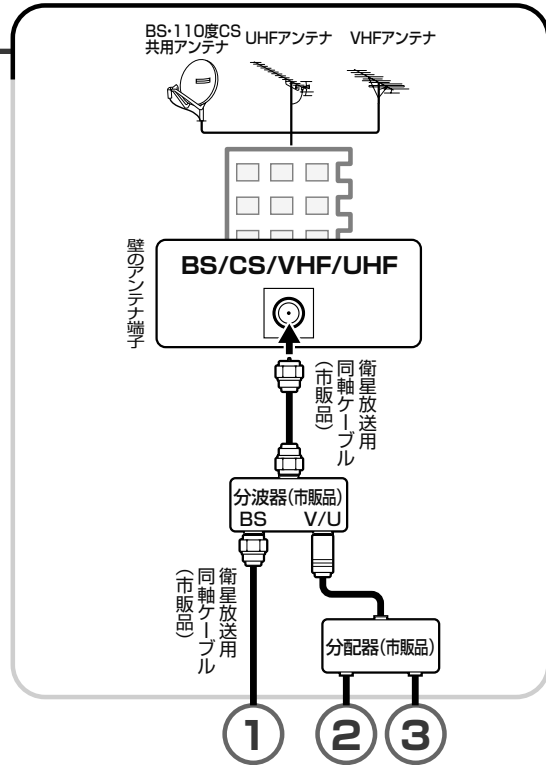 BS・110度CS
共用アンテナ
UHFアンテナ
VHFアンテナ
壁のアンテナ端子
BS/CS/VHF/UHF
衛星放送用
同軸ケーブル
(市販品)
分波器(市販品)
BS V/U
衛星放送用
同軸ケーブル
(市販品)
分配器(市販品)
1 2 3